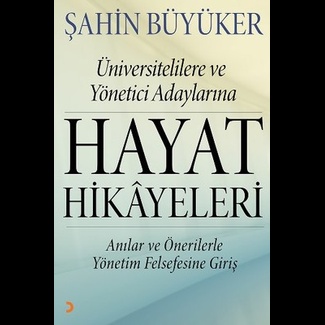 ŞAHİN BÜYÜKER
Üniversitelilere ve
Yönetici Adaylarına
HAYAT
HİKÂYELERİ
Anılar ve Önerilerle
Yönetim Felsefesine Giriş